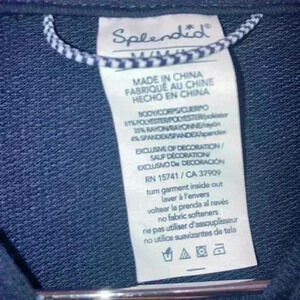 Splendid
MADE IN CHINA
FABRIQUÉ AU CHINE
HECHO EN CHINA
BODY/CORPS/CUERPO
61% POLYESTER/POLYESTER/poliéster
35% RAYON/RAYONNE/rayón
4% SPANDEX/SPANDEX/spandex
EXCLUSIVE OF DECORATION/
SAUF DÉCORATION/
EXCLUSIVO De DECORACIÓN
RN 15741 / CA 37909
turn garment inside out
laver à l'envers
voltear la prenda al revés
no fabric softeners
ne pas utiliser d'assouplisseur
no utilice suavizantes de tela